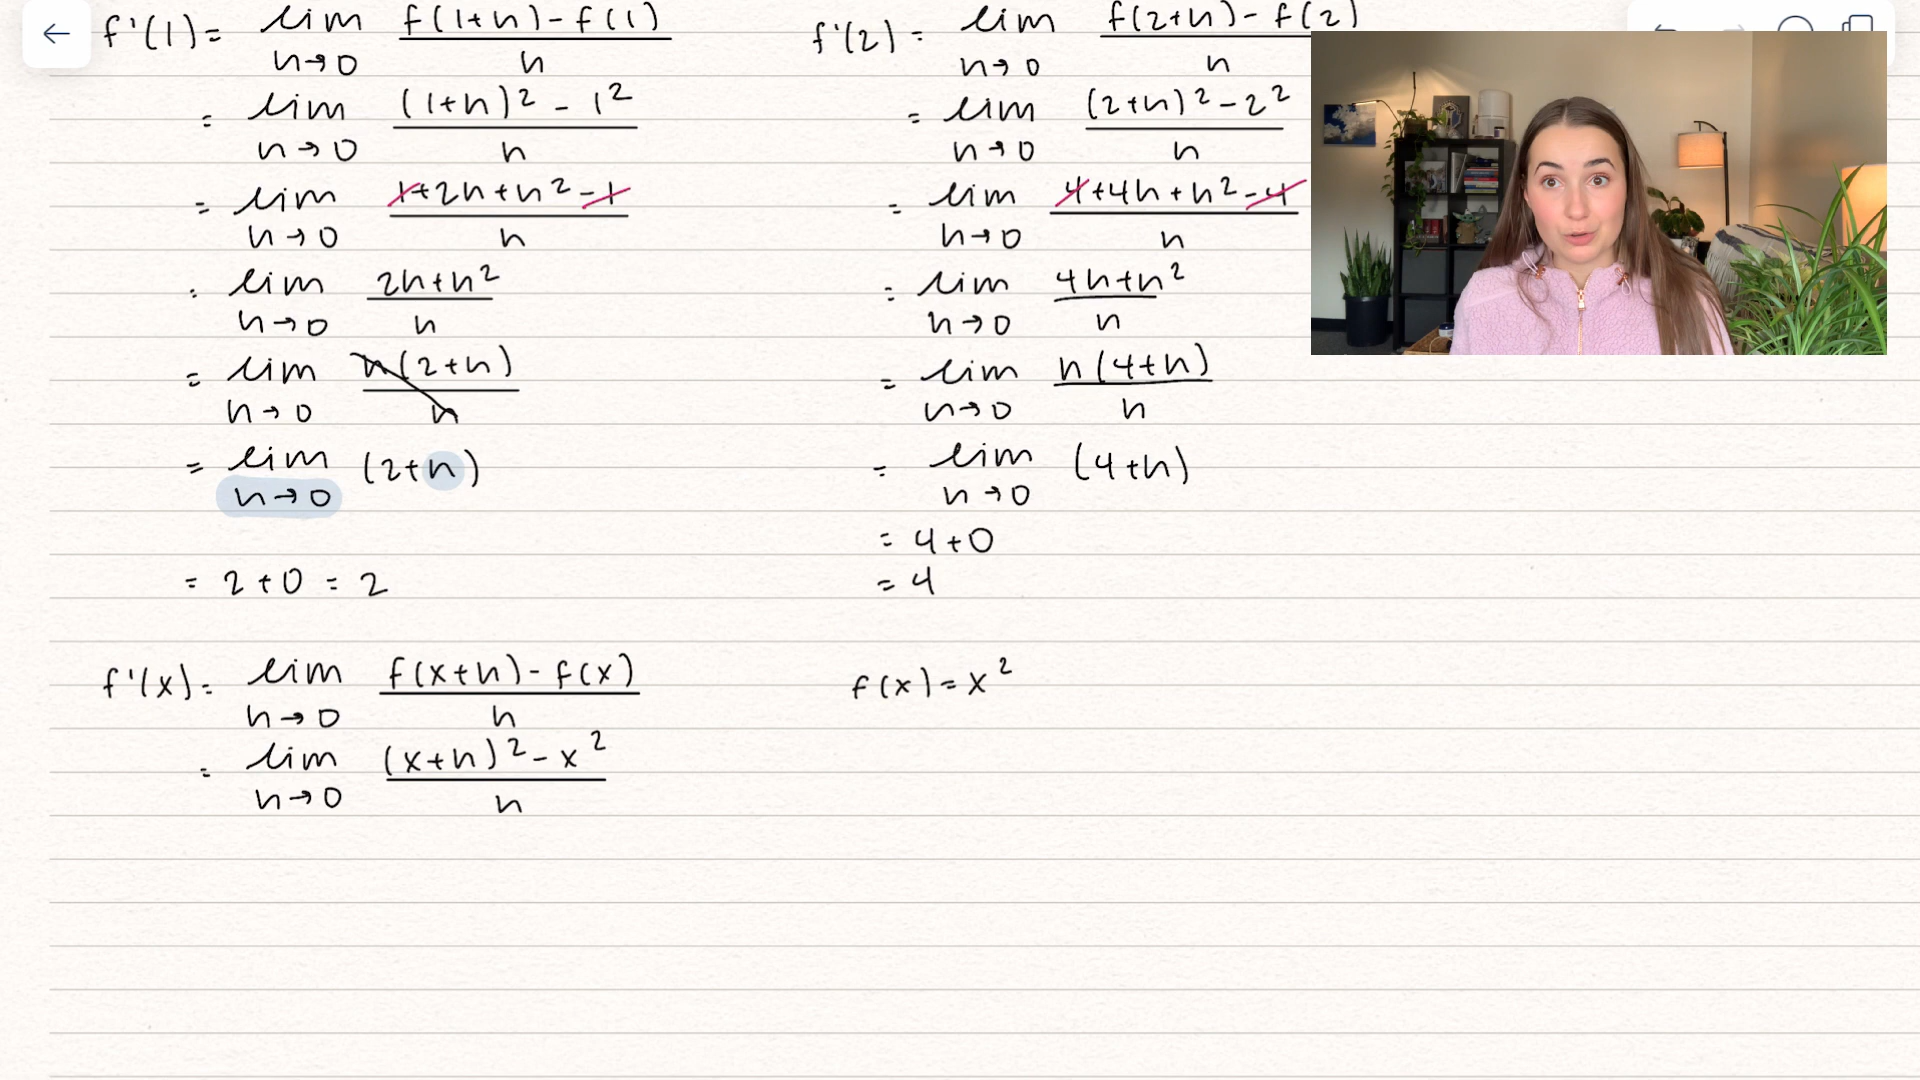 f'(1) = lim h→0 f(1+h) - f(1) / h
= lim h→0 (1+h)² - 1² / h
= lim h→0 1+2h+h²-1 / h
= lim h→0 2h+h² / h
= lim h→0 h(2+h) / h
= lim h→0 (2+h)
= 2+0 = 2
f'(2) = lim h→0 f(2+h) - f(2) / h
= lim h→0 (2+h)² - 2² / h
= lim h→0 4+4h+h²-4 / h
= lim h→0 4h+h² / h
= lim h→0 h(4+h) / h
= lim h→0 (4+h)
= 4+0
= 4
f'(x) = lim h→0 f(x+h) - f(x) / h
= lim h→0 (x+h)² - x² / h
f(x) = x²